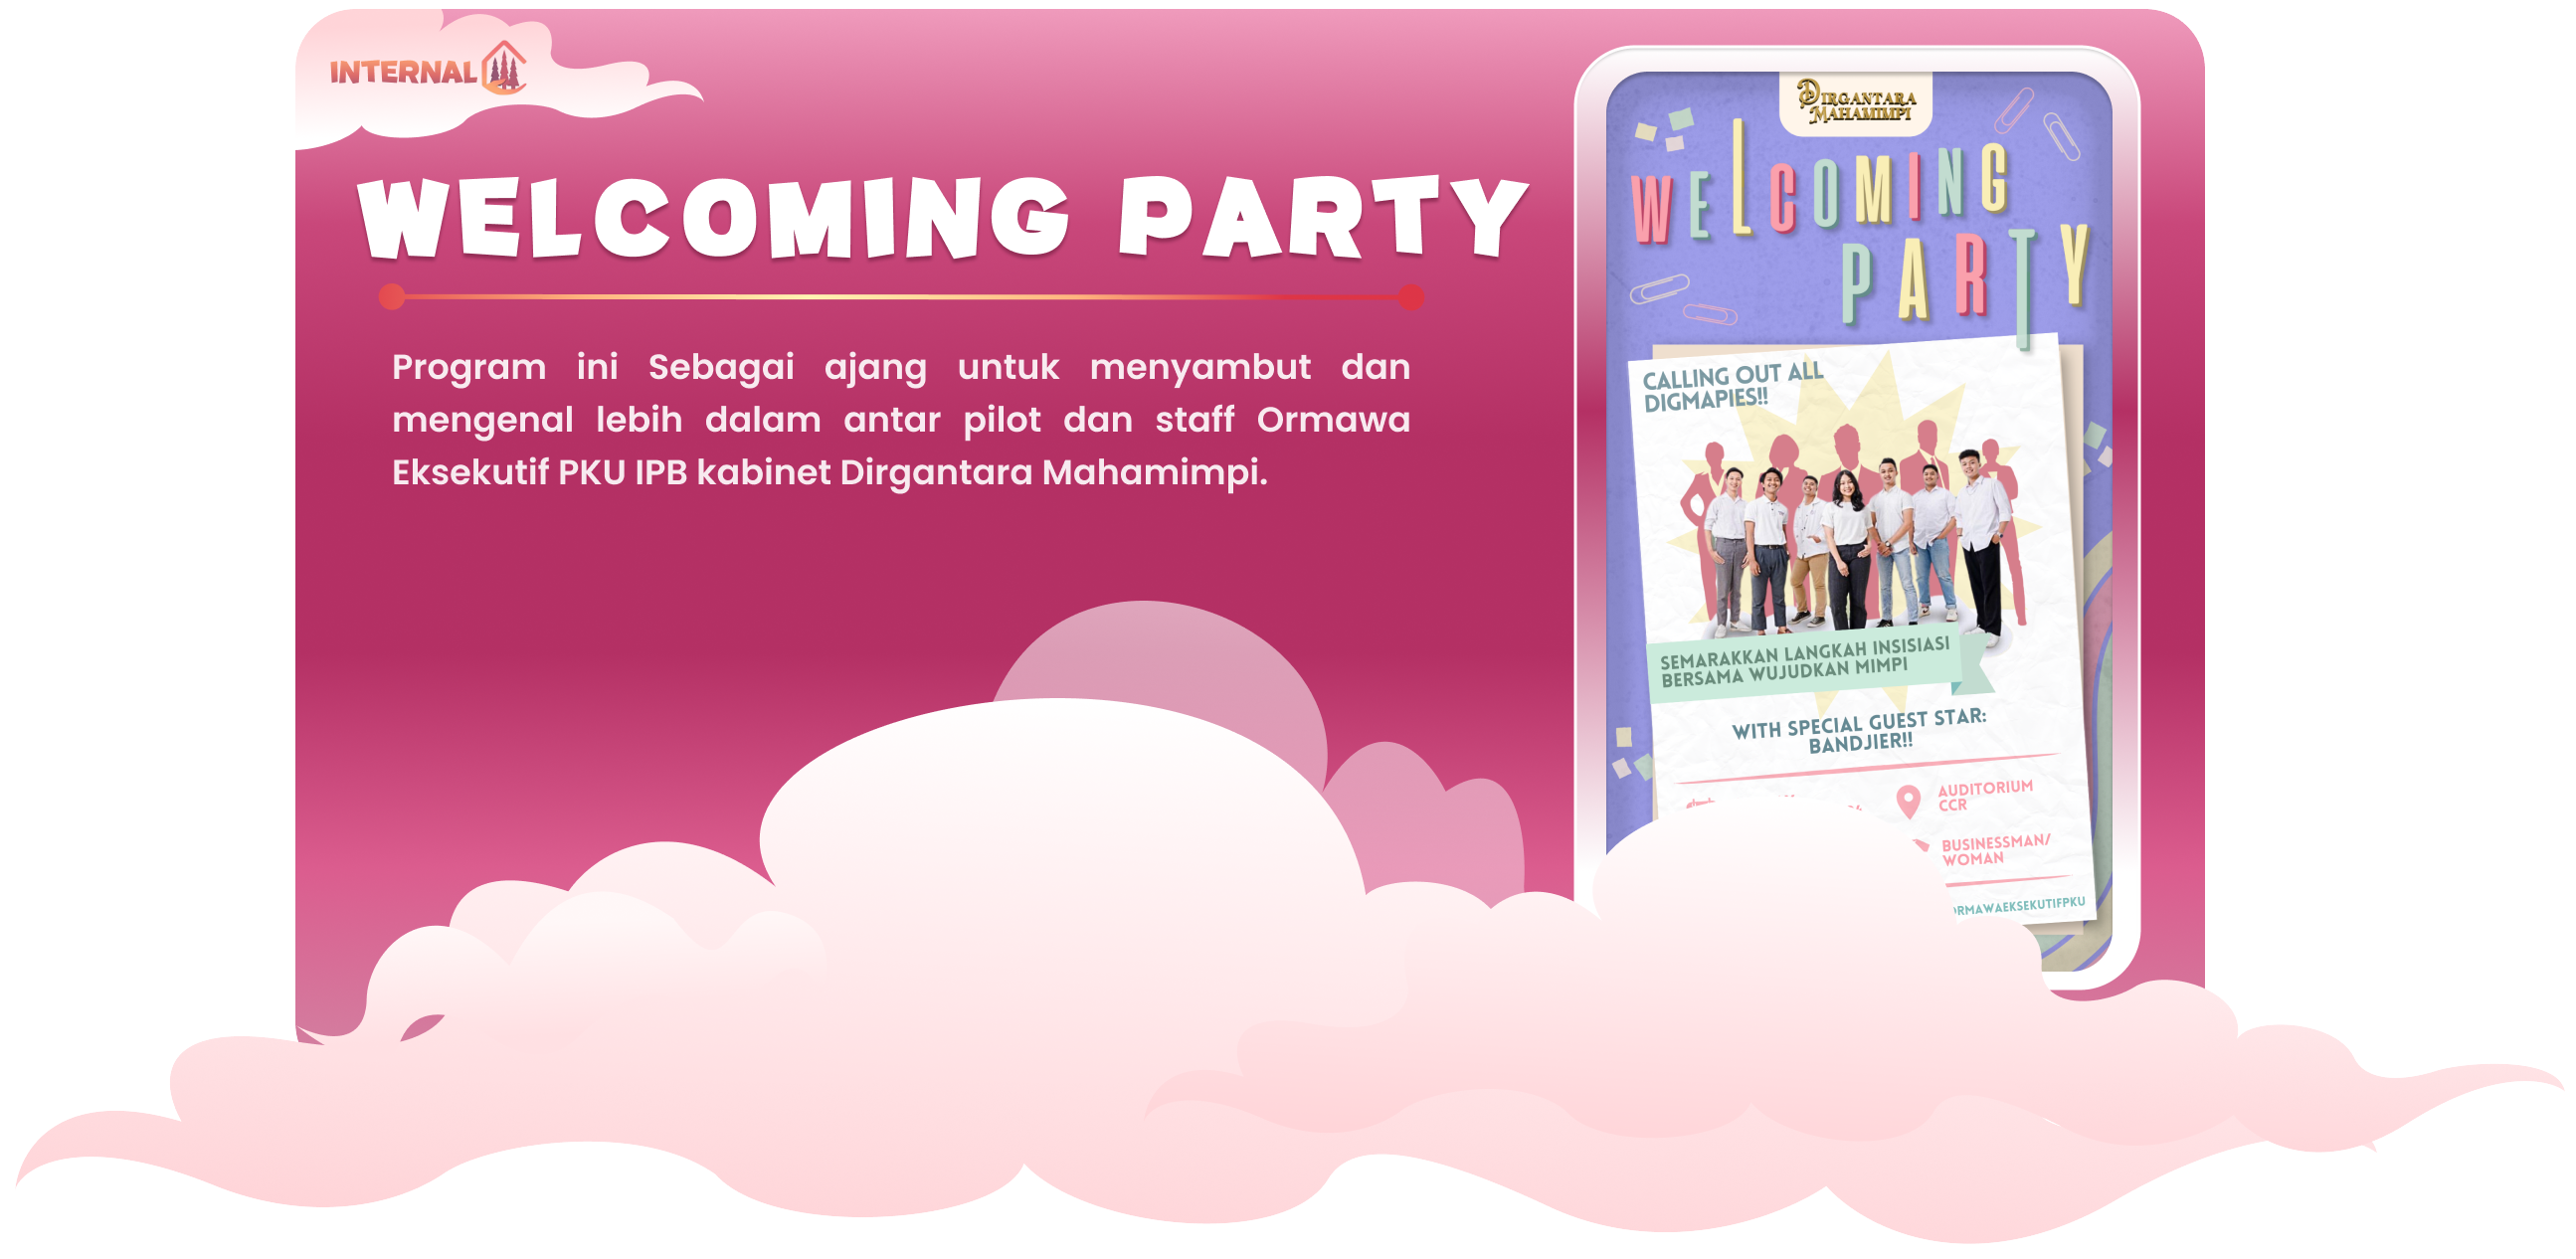 INTERNAL
WELCOMING PARTY
Program ini Sebagai ajang untuk menyambut dan
mengenal lebih dalam antar pilot dan staff Ormawa
Eksekutif PKU IPB kabinet Dirgantara Mahamimpi.
DIRGANTARA
MAHAMIMPI
WELCOMING
PARTY
CALLING OUT ALL
DIGMAPIES!!
SEMARAKKAN LANGKAH INSISIASI
BERSAMA WUJUDKAN MIMPI
WITH SPECIAL GUEST STAR:
BANDJIER!!
AUDITORIUM
CCR
BUSINESSMAN/
WOMAN
ORMAWAEKSEKUTIFPKU